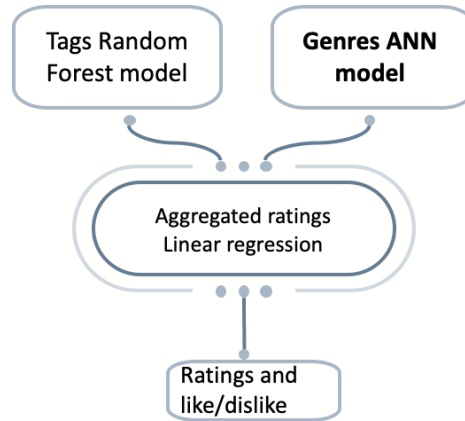 Tags Random
Forest model
Genres ANN
model
Aggregated ratings
Linear regression
Ratings and
like/dislike